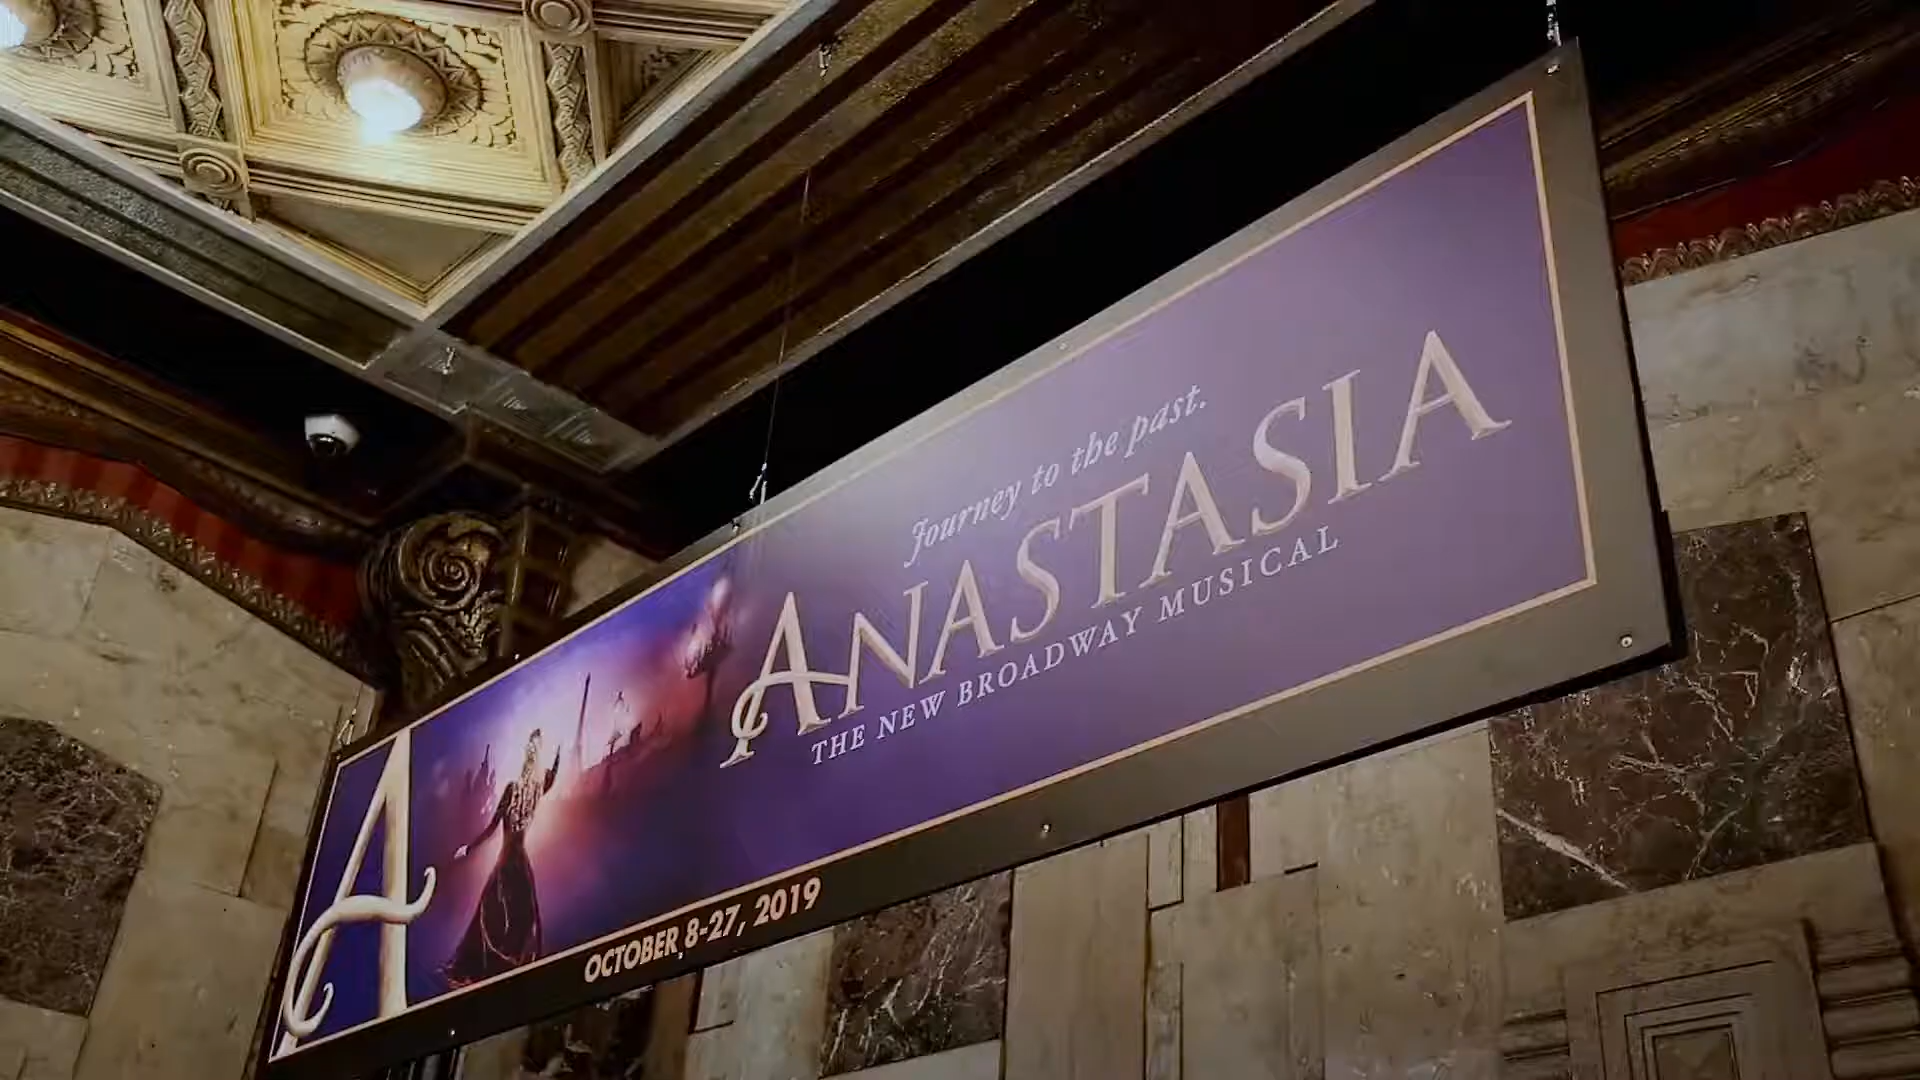 Journey to the past.
ANASTASIA
THE NEW BROADWAY MUSICAL
A
OCTOBER 8-27, 2019